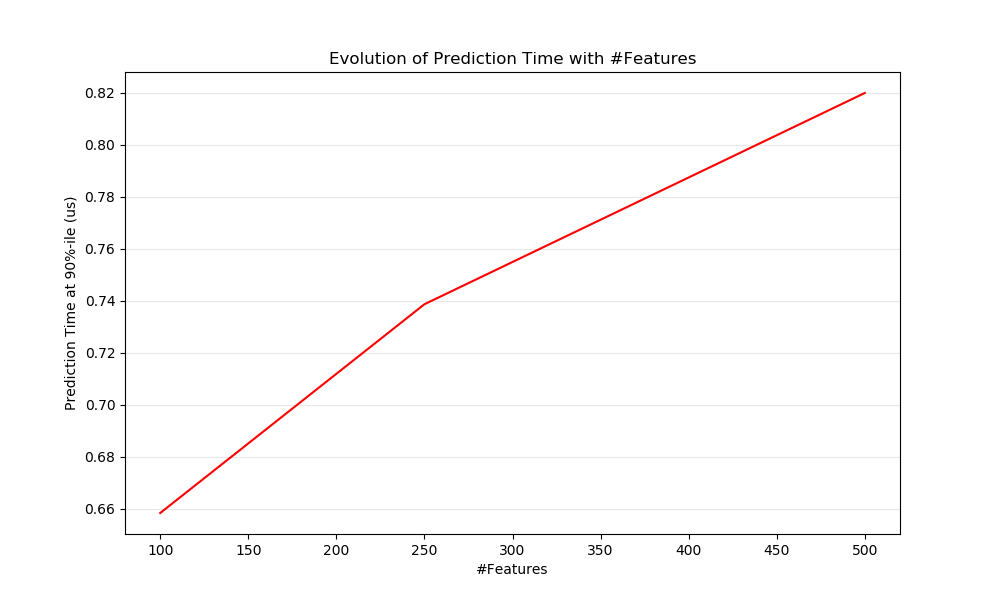 Evolution of Prediction Time with #Features
Prediction Time at 90%-ile (us)
0.82
0.80
0.78
0.76
0.74
0.72
0.70
0.68
0.66
100 150 200 250 300 350 400 450 500
#Features